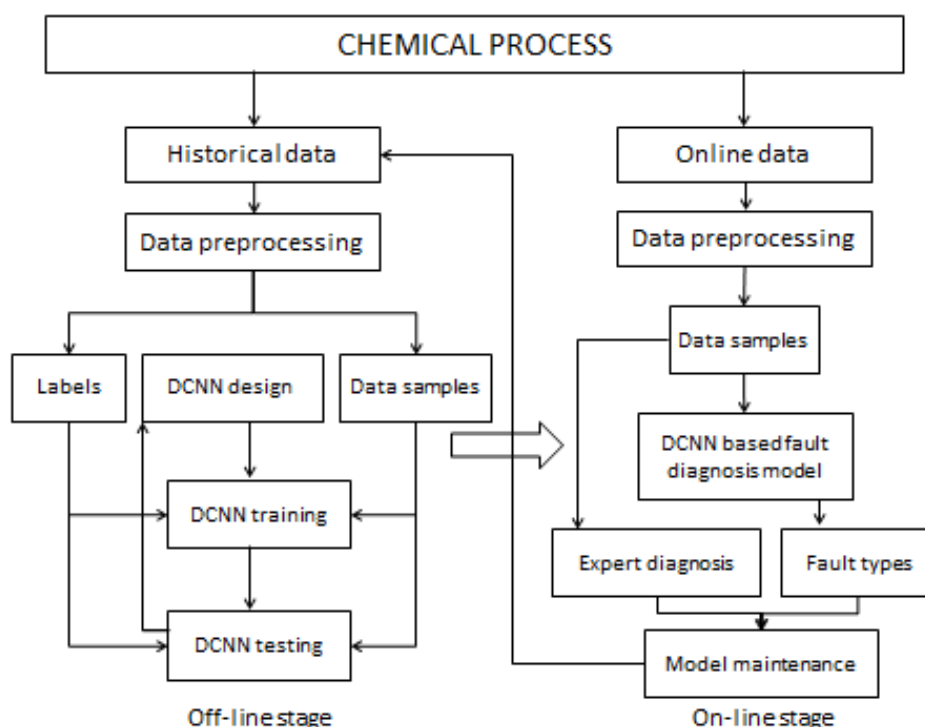 CHEMICAL PROCESS
Historical data
Online data
Data preprocessing
Data preprocessing
Data samples
Labels
DCNN design
Data samples
DCNN based fault
diagnosis model
DCNN training
Expert diagnosis
Fault types
DCNN testing
Model maintenance
Off-line stage
On-line stage